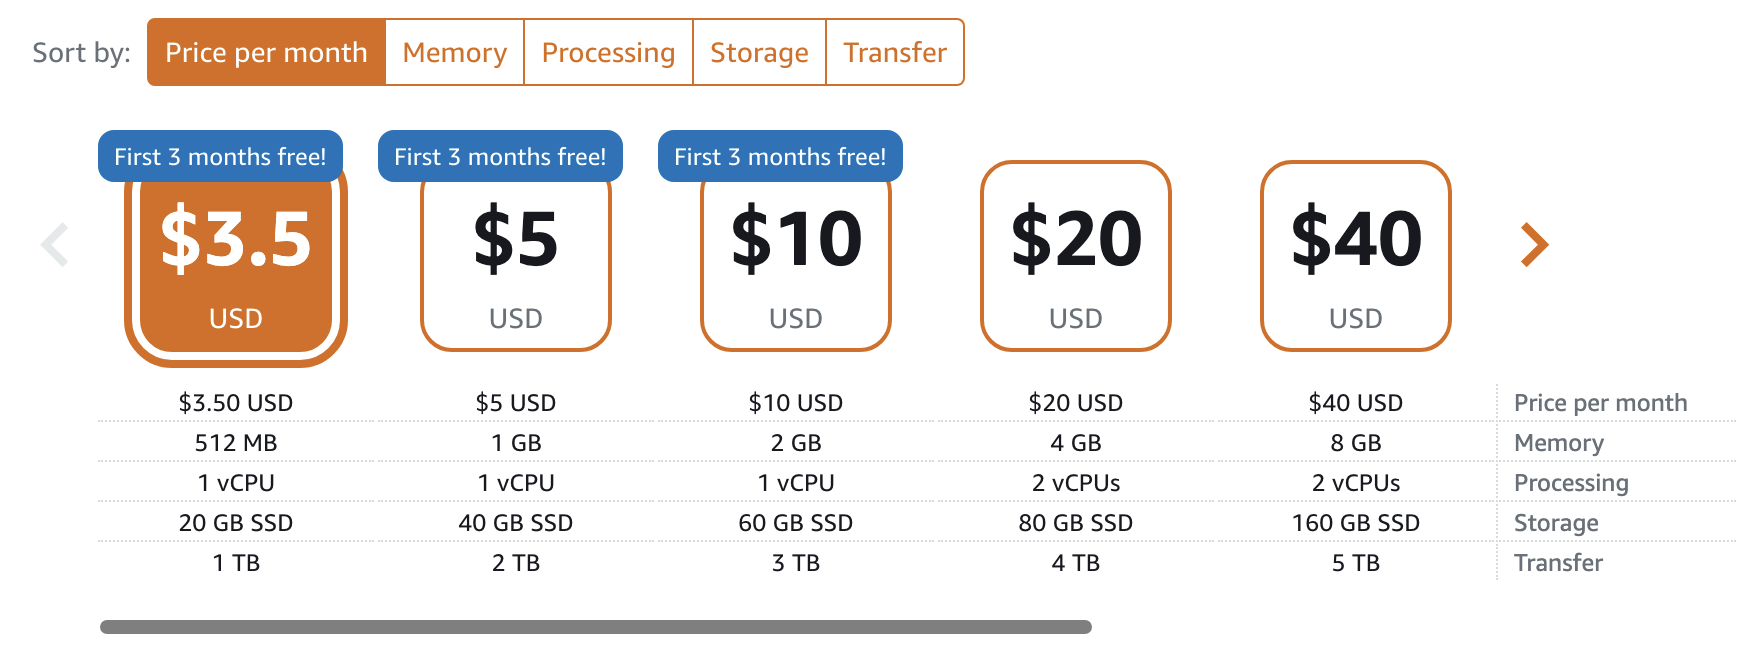 Sort by: Price per month Memory Processing Storage Transfer
First 3 months free! First 3 months free! First 3 months free!
$3.5 $5 $10 $20 $40
USD USD USD USD USD
$3.50 USD $5 USD $10 USD $20 USD $40 USD Price per month
512 MB 1 GB 2 GB 4 GB 8 GB Memory
1 vCPU 1 vCPU 1 vCPU 2 vCPUs 2 vCPUs Processing
20 GB SSD 40 GB SSD 60 GB SSD 80 GB SSD 160 GB SSD Storage
1 TB 2 TB 3 TB 4 TB 5 TB Transfer